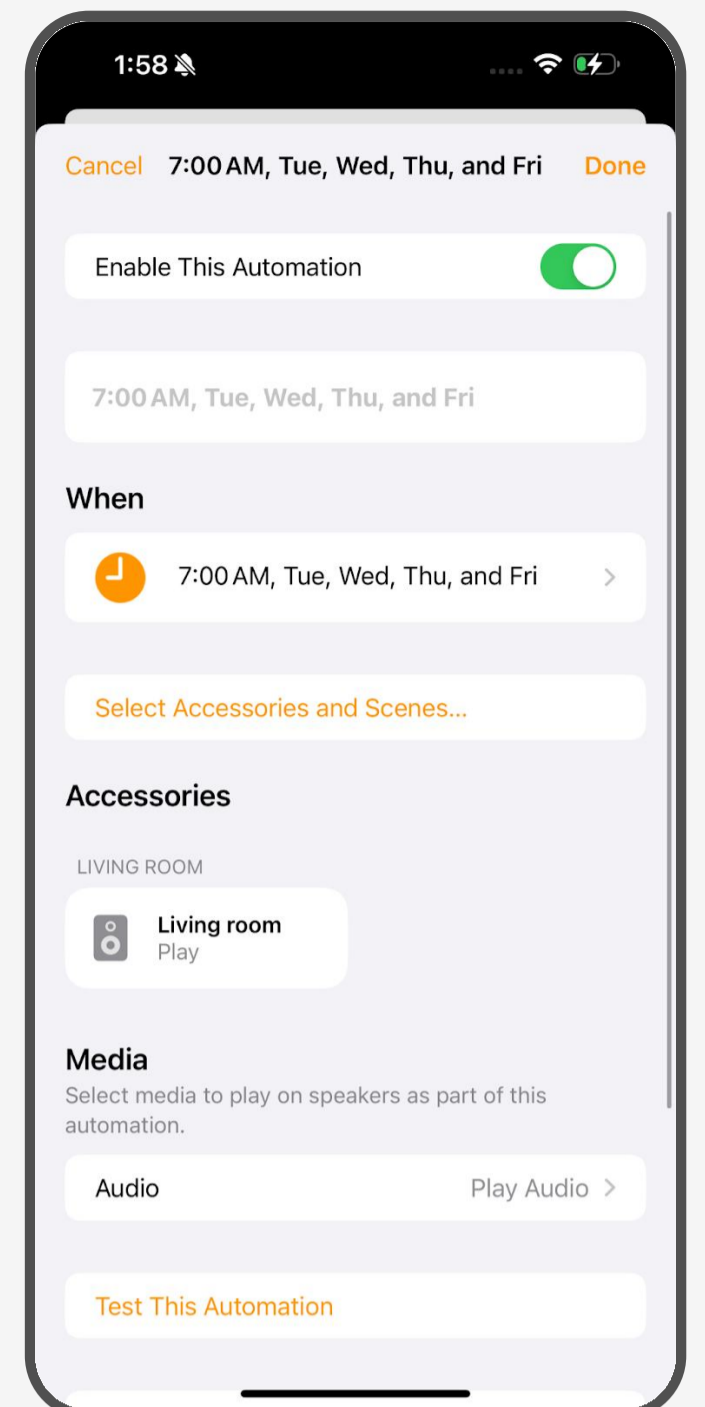 1:58
Cancel 7:00 AM, Tue, Wed, Thu, and Fri Done
Enable This Automation
7:00 AM, Tue, Wed, Thu, and Fri
When
7:00 AM, Tue, Wed, Thu, and Fri
Select Accessories and Scenes...
Accessories
LIVING ROOM
Living room
Play
Media
Select media to play on speakers as part of this
automation.
Audio Play Audio
Test This Automation